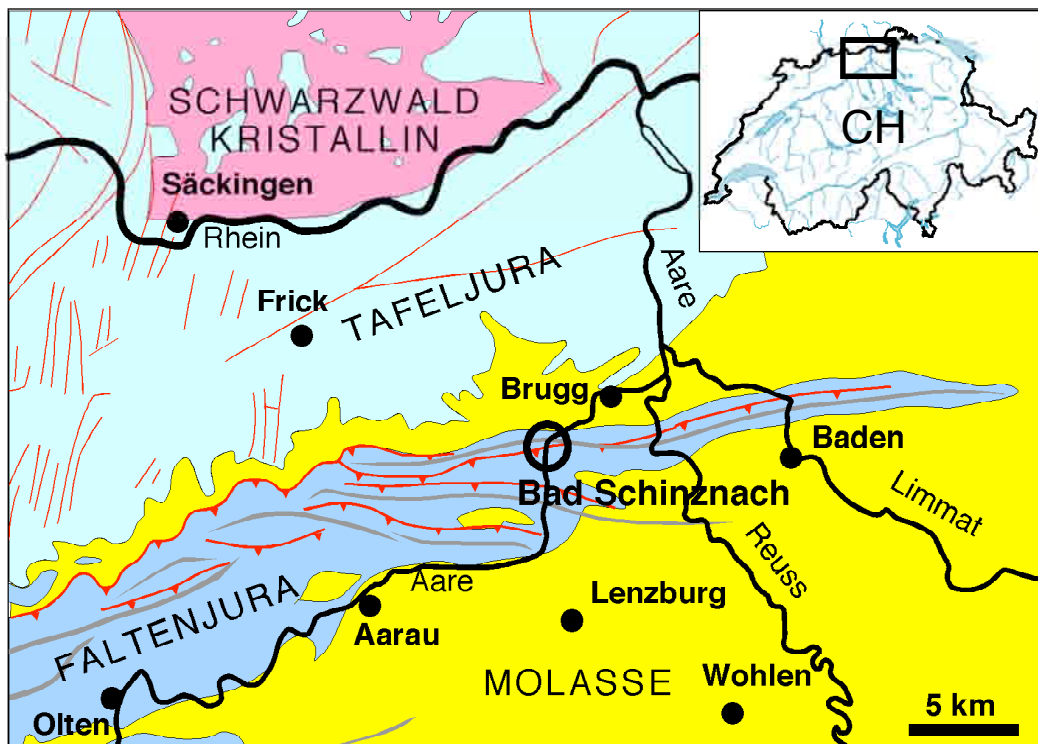 SCHWARZWALD
KRISTALLIN
CH
Säckingen
Rhein
Aare
TAFELJURA
Frick
Brugg
Baden
Bad Schinznach
Limmat
Reuss
Aare
Lenzburg
Aarau
FALTENJURA
MOLASSE
Wohlen
Olten
5 km